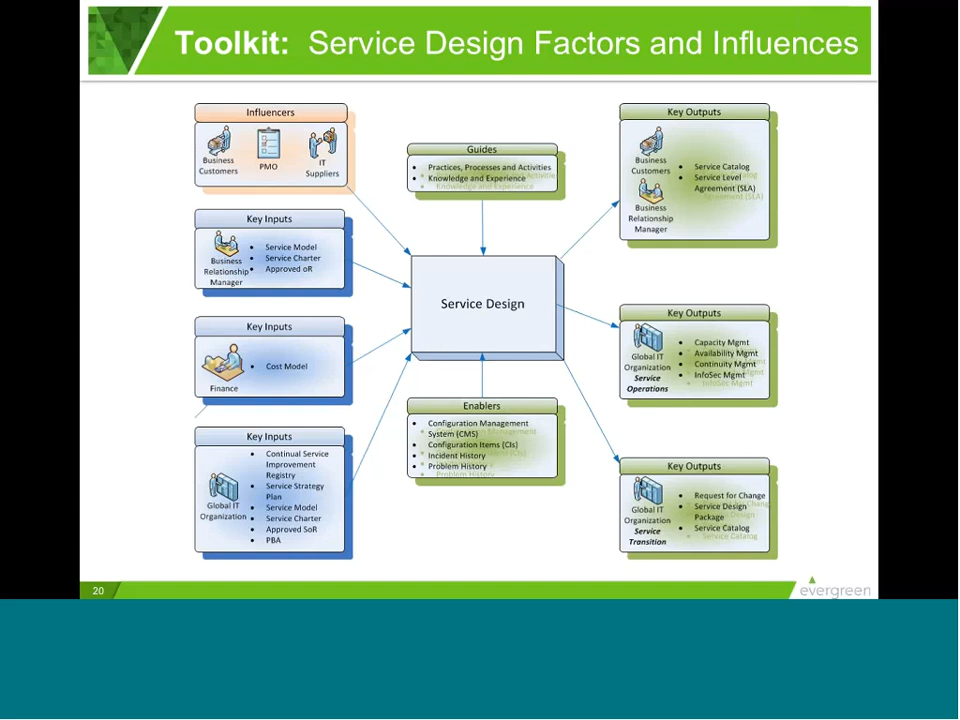 Toolkit: Service Design Factors and Influences
Influencers
Business
Customers
PMO
IT
Suppliers
Key Inputs
Business
Relationship
Manager
• Service Model
• Service Charter
• Approved oR
Key Inputs
Finance
• Cost Model
Key Inputs
Global IT
Organization
• Continual Service
Improvement
Registry
• Service Strategy
Plan
• Service Model
• Service Charter
• Approved SoR
• PBA
Guides
• Practices, Processes and Activities
• Knowledge and Experience
Service Design
Enablers
• Configuration Management
System (CMS)
• Configuration Items (CIs)
• Incident History
• Problem History
Key Outputs
Business
Customers
Business
Relationship
Manager
• Service Catalog
• Service Level
Agreement (SLA)
Key Outputs
Global IT
Organization
Service
Operations
• Capacity Mgmt
• Availability Mgmt
• Continuity Mgmt
• InfoSec Mgmt
Key Outputs
Global IT
Organization
Service
Transition
• Request for Change
• Service Design
Package
• Service Catalog
20
evergreen